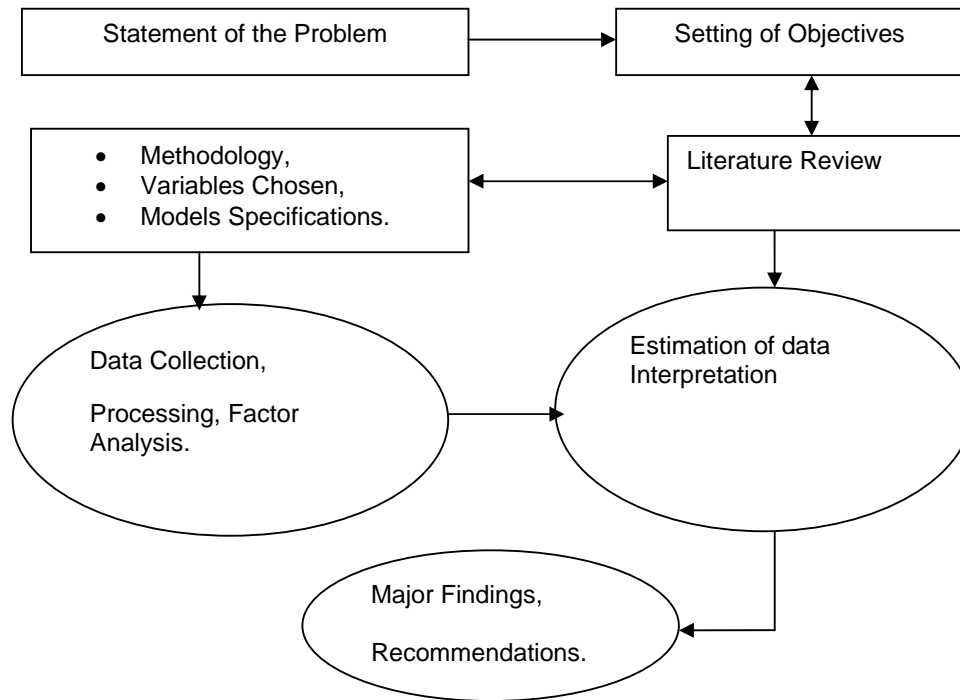 Statement of the Problem
Setting of Objectives
• Methodology,
• Variables Chosen,
• Models Specifications.
Literature Review
Data Collection,
Processing, Factor
Analysis.
Estimation of data
Interpretation
Major Findings,
Recommendations.